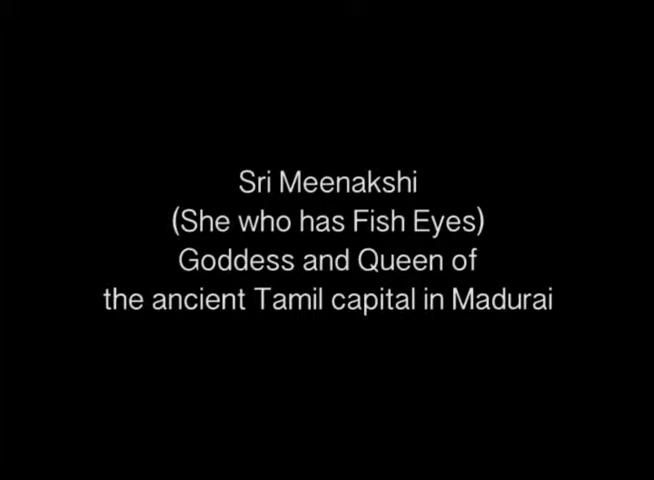 Sri Meenakshi
(She who has Fish Eyes)
Goddess and Queen of
the ancient Tamil capital in Madurai